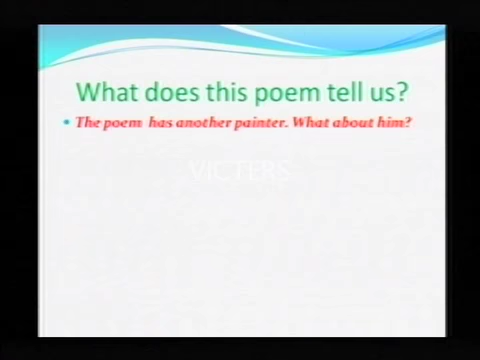 What does this poem tell us?
The poem has another painter. What about him?
VICTERS